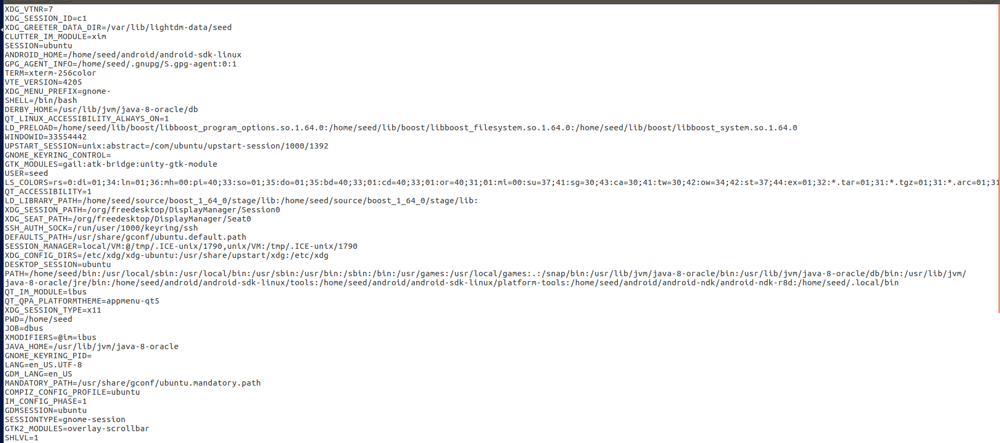 XDG_VTNR=7
XDG_SESSION_ID=c1
XDG_GREETER_DATA_DIR=/var/lib/lightdm-data/seed
CLUTTER_IM_MODULE=xim
SESSION=ubuntu
ANDROID_HOME=/home/seed/android/android-sdk-linux
GPG_AGENT_INFO=/home/seed/.gnupg/S.gpg-agent:0:1
TERM=xterm-256color
VTE_VERSION=4205
XDG_MENU_PREFIX=gnome-
SHELL=/bin/bash
DERBY_HOME=/usr/lib/jvm/java-8-oracle/db
QT_LINUX_ACCESSIBILITY_ALWAYS_ON=1
LD_PRELOAD=/home/seed/lib/boost/libboost_program_options.so.1.64.0:/home/seed/lib/boost/libboost_filesystem.so.1.64.0:/home/seed/lib/boost/libboost_system.so.1.64.0
WINDOWID=33554442
UPSTART_SESSION=unix:abstract=/com/ubuntu/upstart-session/1000/1392
GNOME_KEYRING_CONTROL=
GTK_MODULES=gail:atk-bridge:unity-gtk-module
USER=seed
LS_COLORS=rs=0:di=01;34:ln=01;36:mh=00:pi=40;33:so=01;35:do=01;35:bd=40;33;01:cd=40;33;01:or=40;31;01:mi=00:su=37;41:sg=30;43:ca=30;41:tw=30;42:ow=34;42:st=37;44:ex=01;32:*.tar=01;31:*.tgz=01;31:*.arc=01;31
QT_ACCESSIBILITY=1
LD_LIBRARY_PATH=/home/seed/source/boost_1_64_0/stage/lib:/home/seed/source/boost_1_64_0/stage/lib:
XDG_SESSION_PATH=/org/freedesktop/DisplayManager/Session0
XDG_SEAT_PATH=/org/freedesktop/DisplayManager/Seat0
SSH_AUTH_SOCK=/run/user/1000/keyring/ssh
DEFAULTS_PATH=/usr/share/gconf/ubuntu.default.path
SESSION_MANAGER=local/VM:@/tmp/.ICE-unix/1790,unix/VM:/tmp/.ICE-unix/1790
XDG_CONFIG_DIRS=/etc/xdg/xdg-ubuntu:/usr/share/upstart/xdg:/etc/xdg
DESKTOP_SESSION=ubuntu
PATH=/home/seed/bin:/usr/local/sbin:/usr/local/bin:/usr/sbin:/usr/bin:/sbin:/bin:/usr/games:/usr/local/games:.:/snap/bin:/usr/lib/jvm/java-8-oracle/bin:/usr/lib/jvm/java-8-oracle/db/bin:/usr/lib/jvm/
java-8-oracle/jre/bin:/home/seed/android/android-sdk-linux/tools:/home/seed/android/android-sdk-linux/platform-tools:/home/seed/android/android-ndk/android-ndk-r8d:/home/seed/.local/bin
QT_IM_MODULE=ibus
QT_QPA_PLATFORMTHEME=appmenu-qt5
XDG_SESSION_TYPE=x11
PWD=/home/seed
JOB=dbus
XMODIFIERS=@im=ibus
JAVA_HOME=/usr/lib/jvm/java-8-oracle
GNOME_KEYRING_PID=
LANG=en_US.UTF-8
GDM_LANG=en_US
MANDATORY_PATH=/usr/share/gconf/ubuntu.mandatory.path
COMPIZ_CONFIG_PROFILE=ubuntu
IM_CONFIG_PHASE=1
GDMSESSION=ubuntu
SESSIONTYPE=gnome-session
GTK2_MODULES=overlay-scrollbar
SHLVL=1